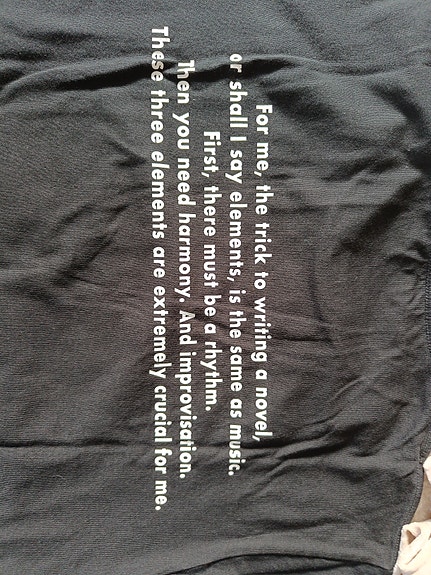 For me, the trick to writing a novel,
or shall I say elements, is the same as music.
First, there must be a rhythm.
Then you need harmony. And improvisation.
These three elements are extremely crucial for me.